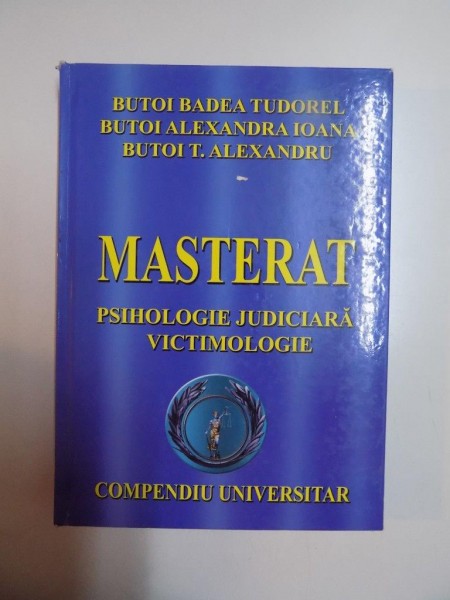 BUTOI BADEA TUDOREL
BUTOI ALEXANDRA IOANA
BUTOI T. ALEXANDRU
MASTERAT
PSIHOLOGIE JUDICIARĂ
VICTIMOLOGIE
COMPENDIU UNIVERSITAR